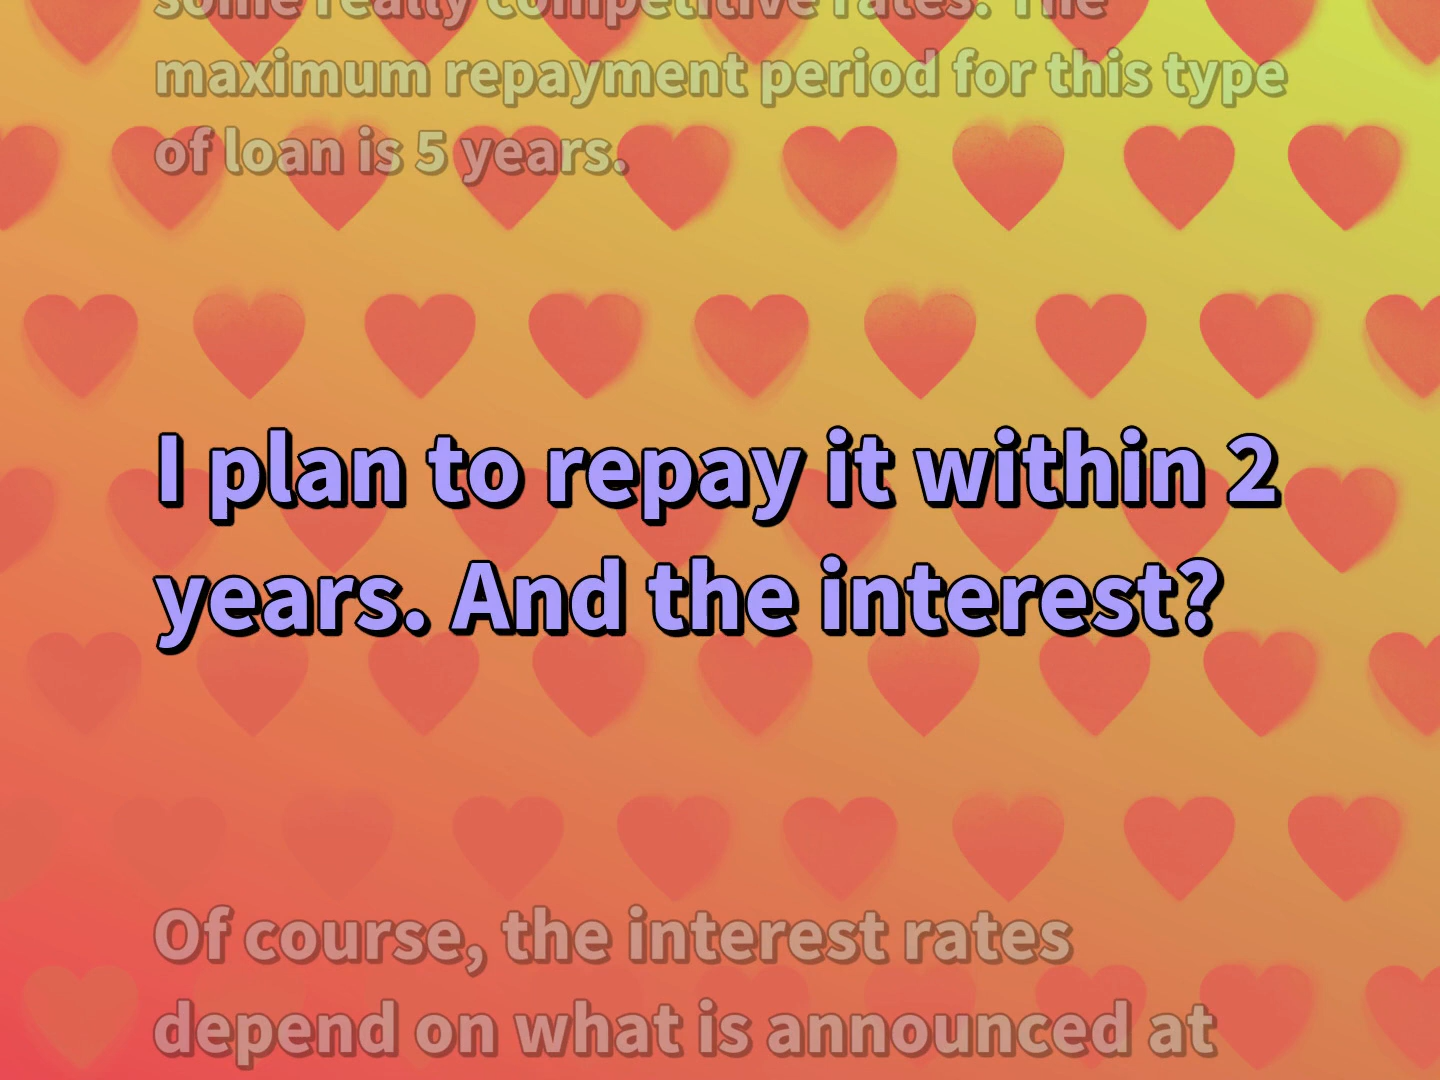 some really competitive rates. The
maximum repayment period for this type
of loan is 5 years.
I plan to repay it within 2
years. And the interest?
Of course, the interest rates
depend on what is announced at